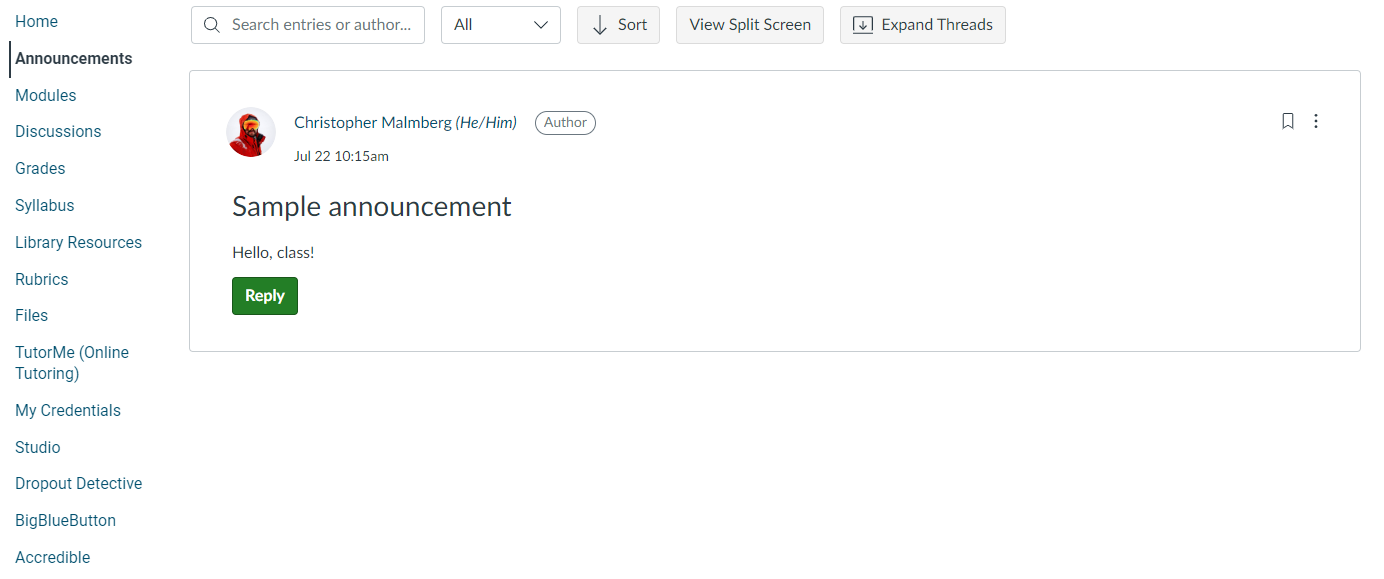 Home
Announcements
Modules
Discussions
Grades
Syllabus
Library Resources
Rubrics
Files
TutorMe (Online
Tutoring)
My Credentials
Studio
Dropout Detective
BigBlueButton
Accredible
Search entries or author...
All
Sort
View Split Screen
Expand Threads
Christopher Malmberg (He/Him) Author
Jul 22 10:15am
Sample announcement
Hello, class!
Reply